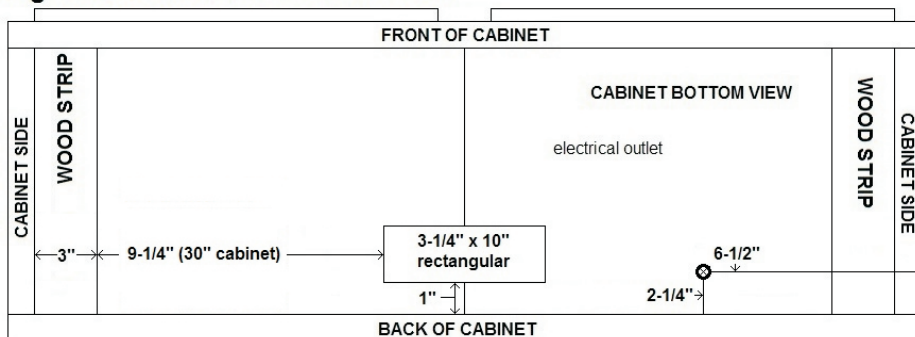 FRONT OF CABINET
CABINET SIDE
WOOD STRIP
CABINET BOTTOM VIEW
WOOD STRIP
CABINET SIDE
electrical outlet
3"
9-1/4" (30" cabinet)
3-1/4" x 10"
rectangular
6-1/2"
1"
2-1/4"
BACK OF CABINET